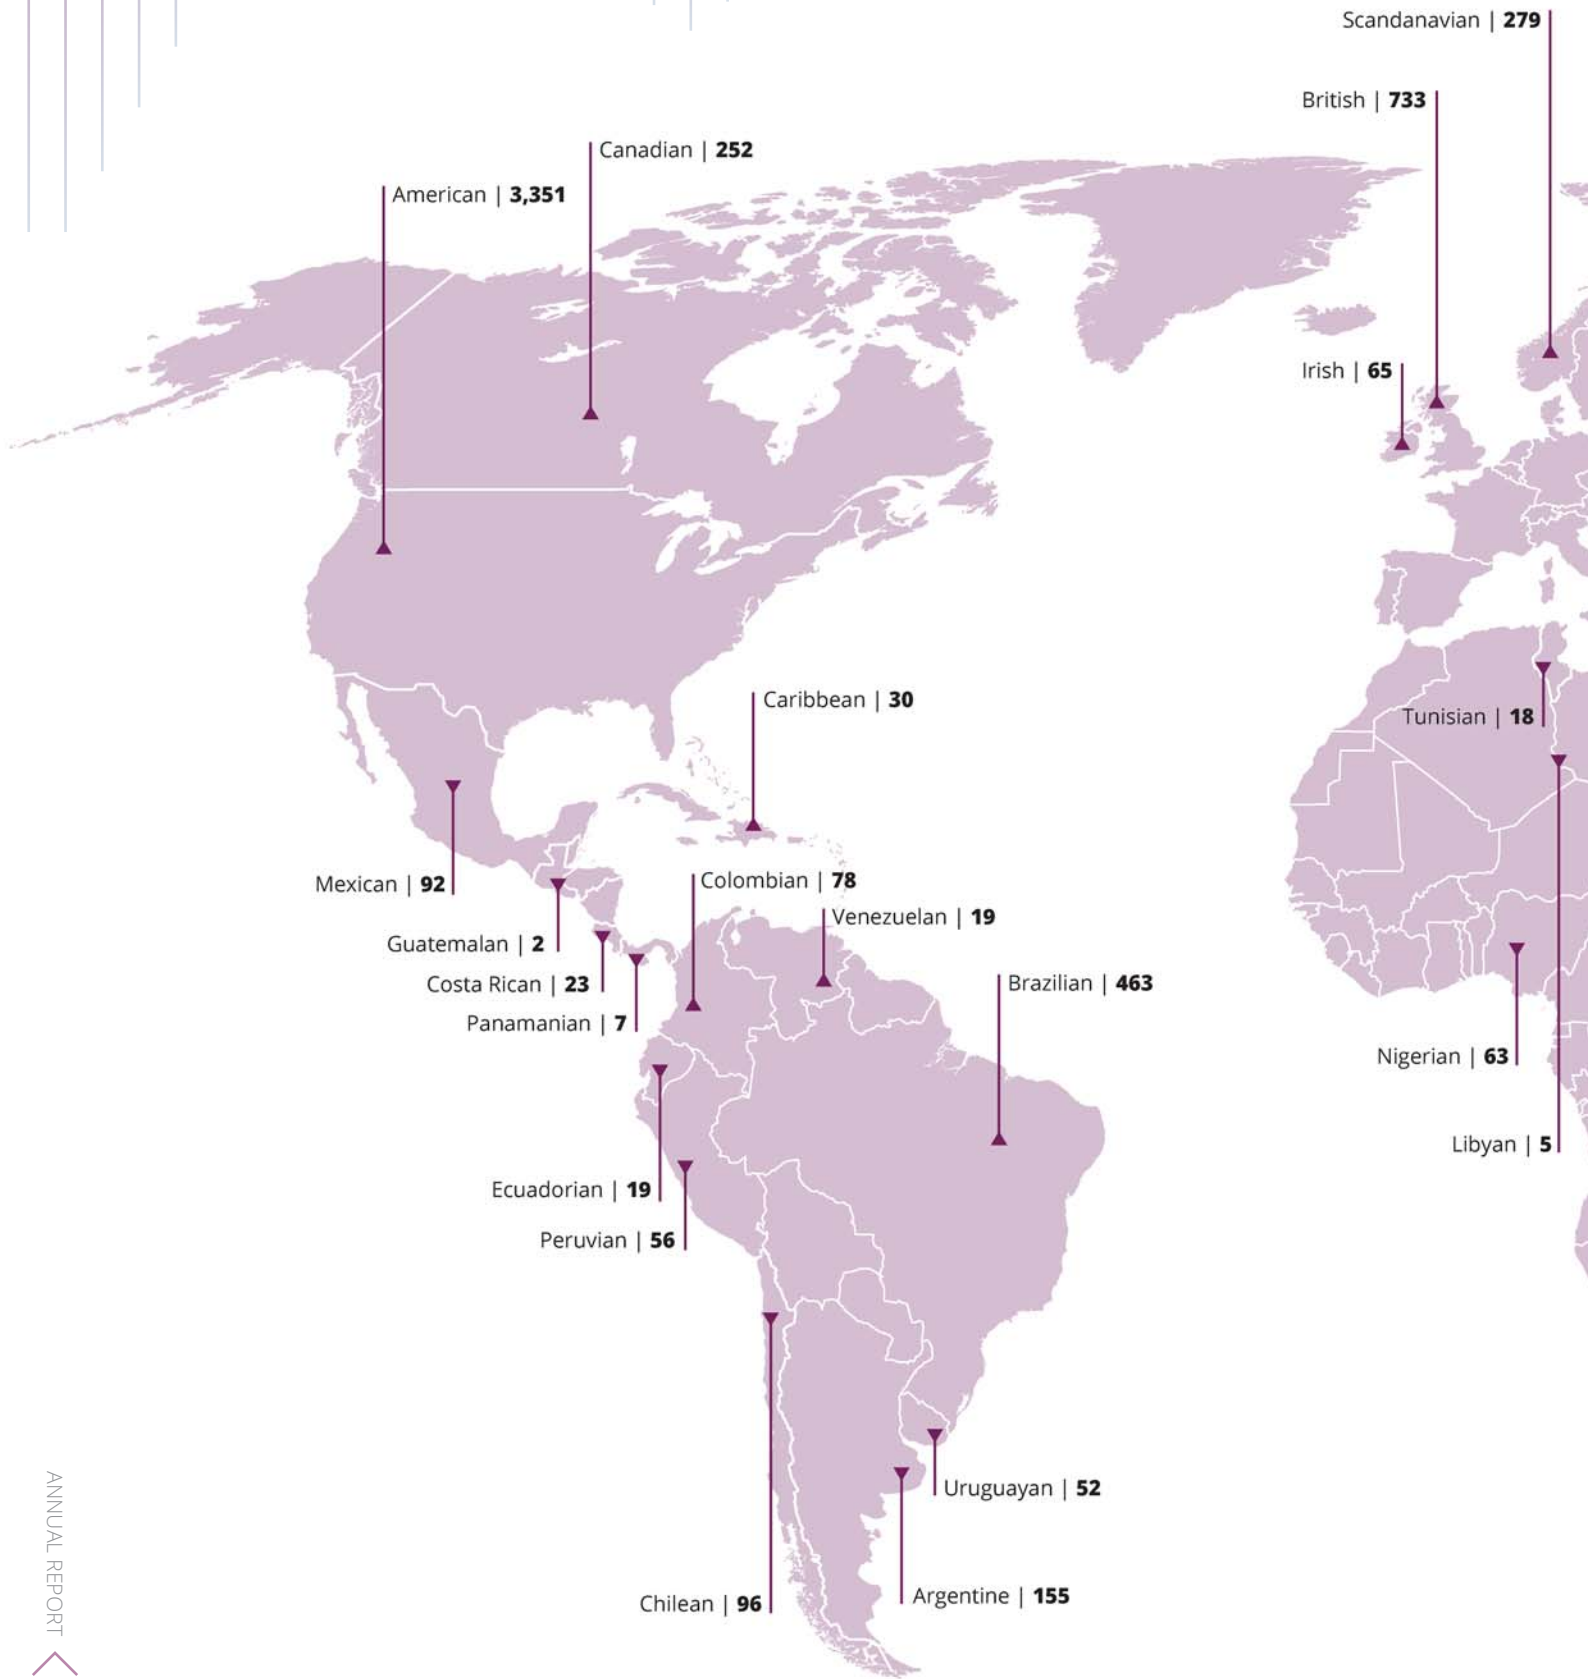 Scandanavian | 279
British | 733
Canadian | 252
American | 3,351
Irish | 65
Caribbean | 30
Tunisian | 18
Mexican | 92
Colombian | 78
Venezuelan | 19
Guatemalan | 2
Costa Rican | 23
Brazilian | 463
Panamanian | 7
Nigerian | 63
Libyan | 5
Ecuadorian | 19
Peruvian | 56
Uruguayan | 52
Argentine | 155
Chilean | 96
ANNUAL REPORT